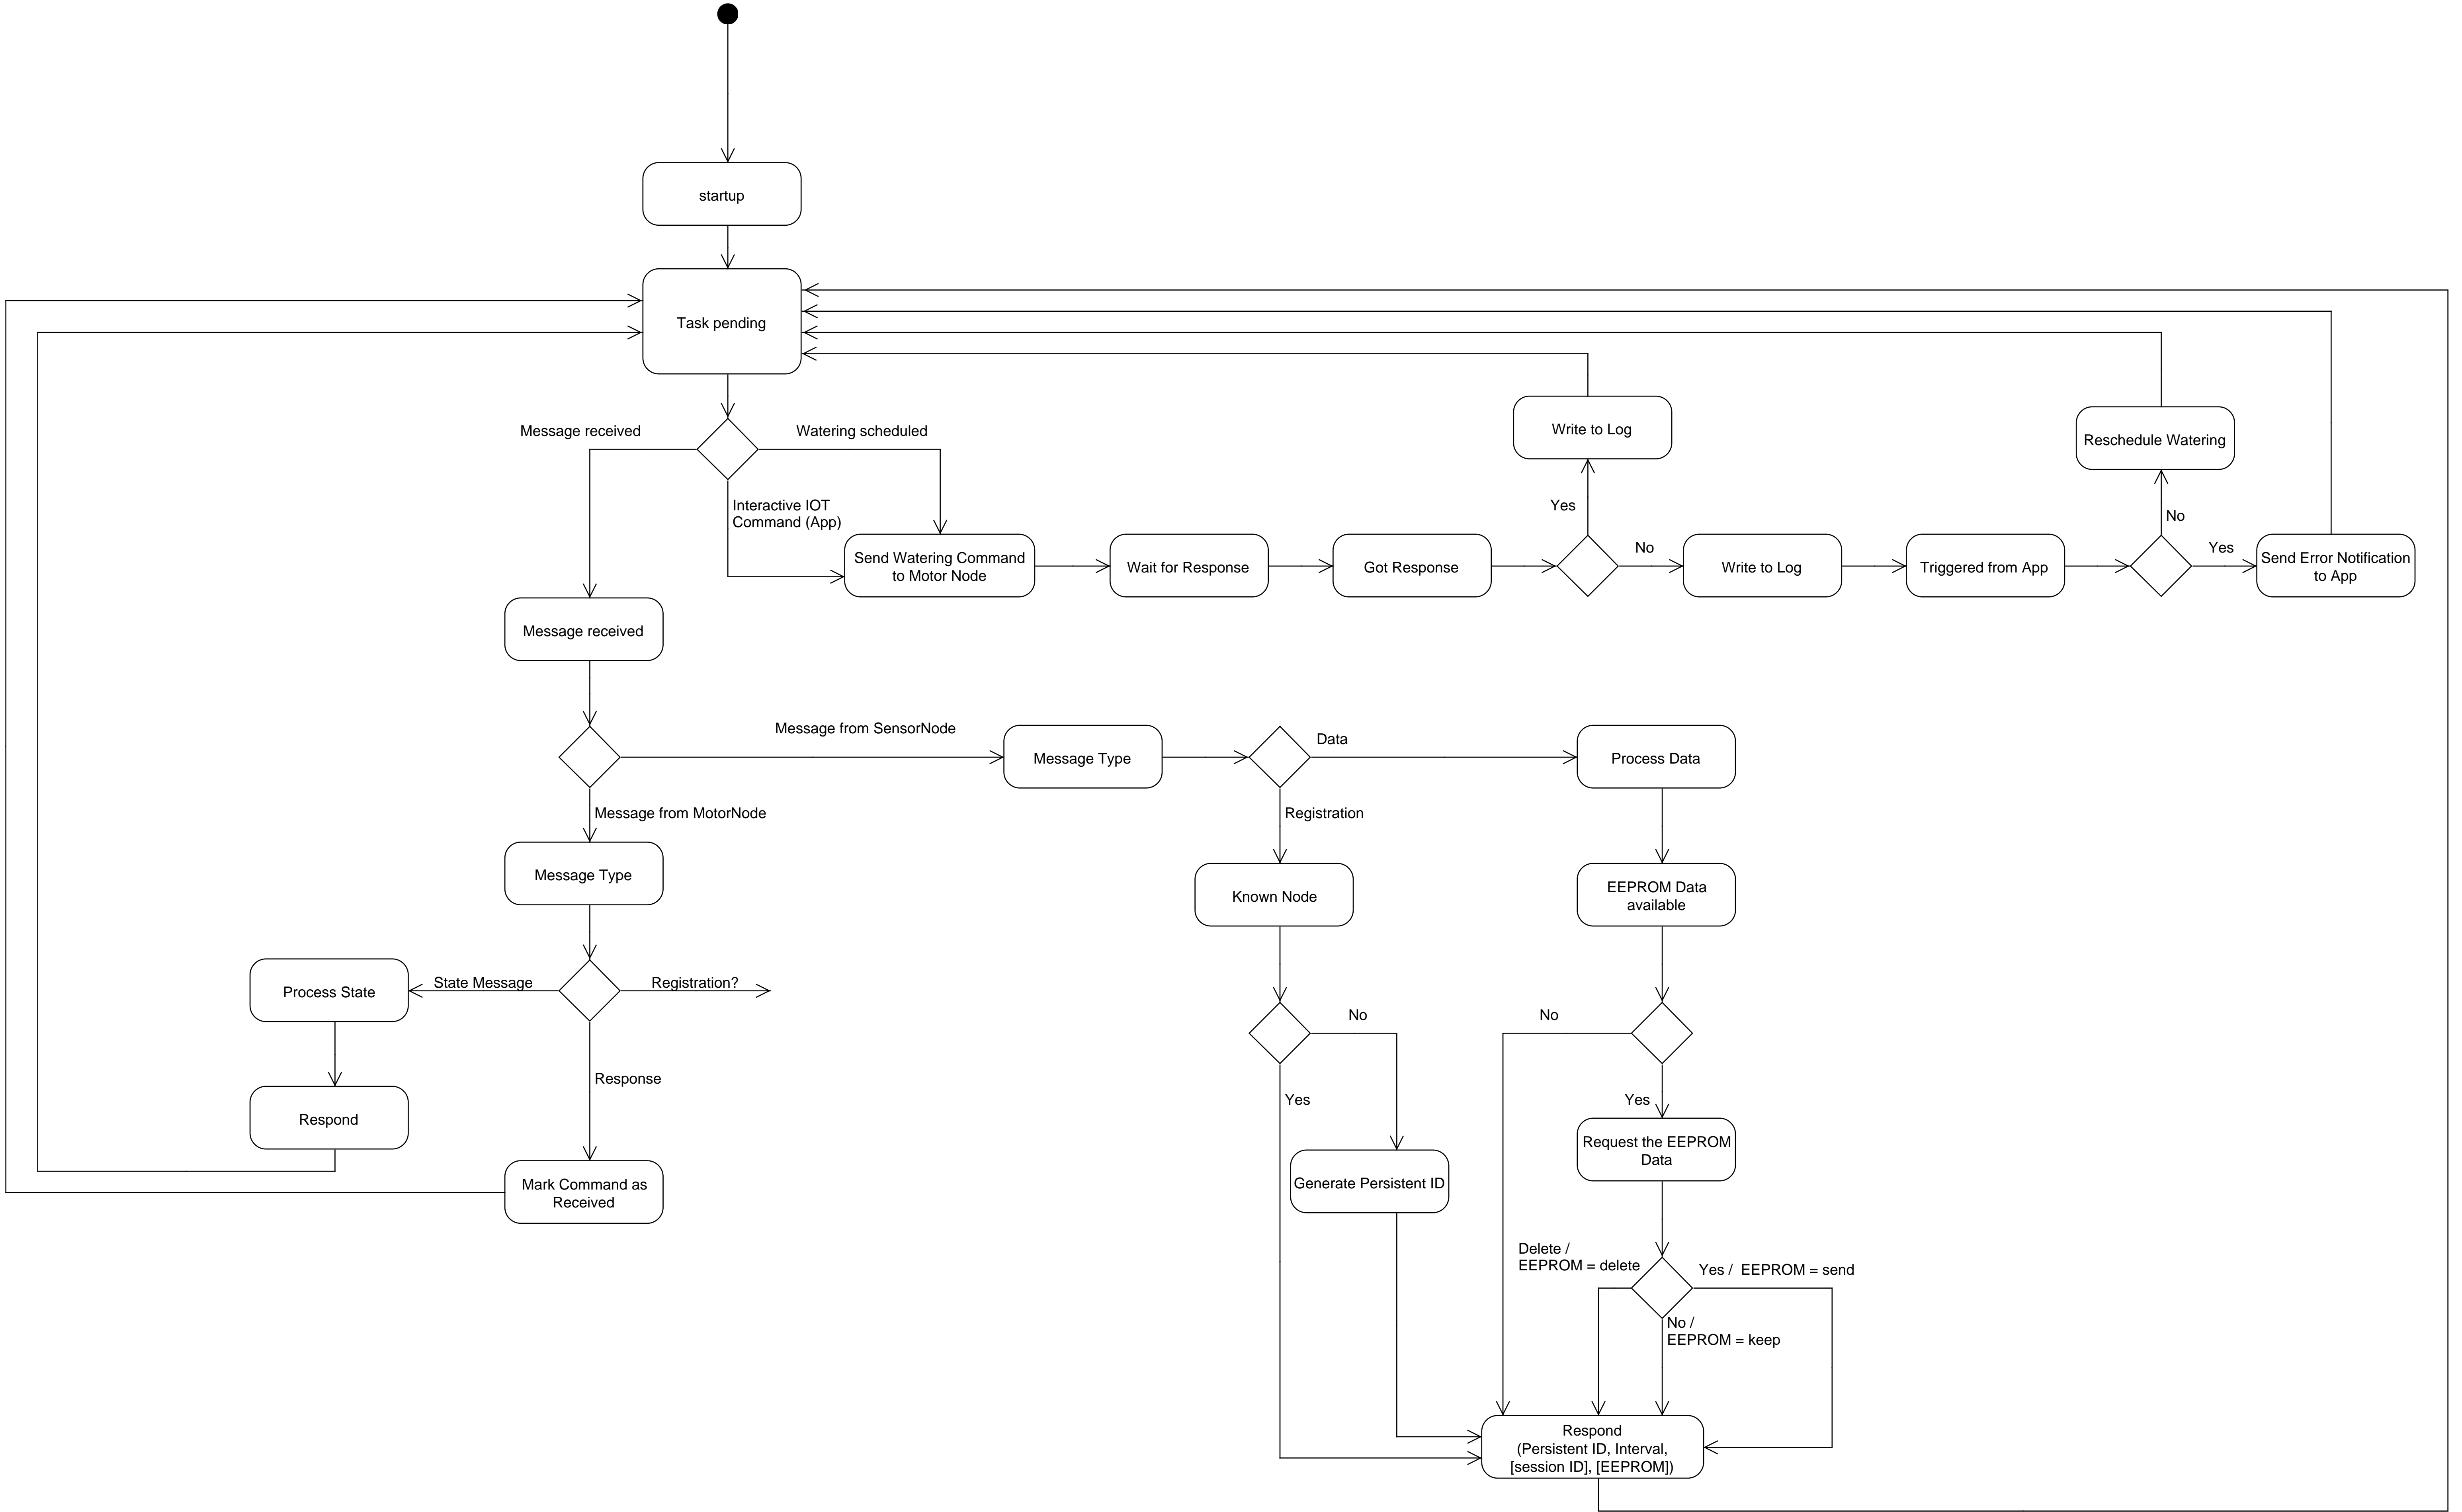 startup
Task pending
Message received
Watering scheduled
Interactive IOT
Command (App)
Send Watering Command
to Motor Node
Wait for Response
Got Response
Yes
Write to Log
No
Write to Log
Triggered from App
No
Reschedule Watering
Yes
Send Error Notification
to App
Message received
Message from SensorNode
Message from MotorNode
Message Type
Data
Process Data
Registration
Message Type
Known Node
EEPROM Data
available
State Message
Registration?
Process State
Response
Respond
Mark Command as
Received
No
Yes
Generate Persistent ID
No
Yes
Request the EEPROM
Data
Delete /
EEPROM = delete
Yes /  EEPROM = send
No /
EEPROM = keep
Respond
(Persistent ID, Interval,
[session ID], [EEPROM])